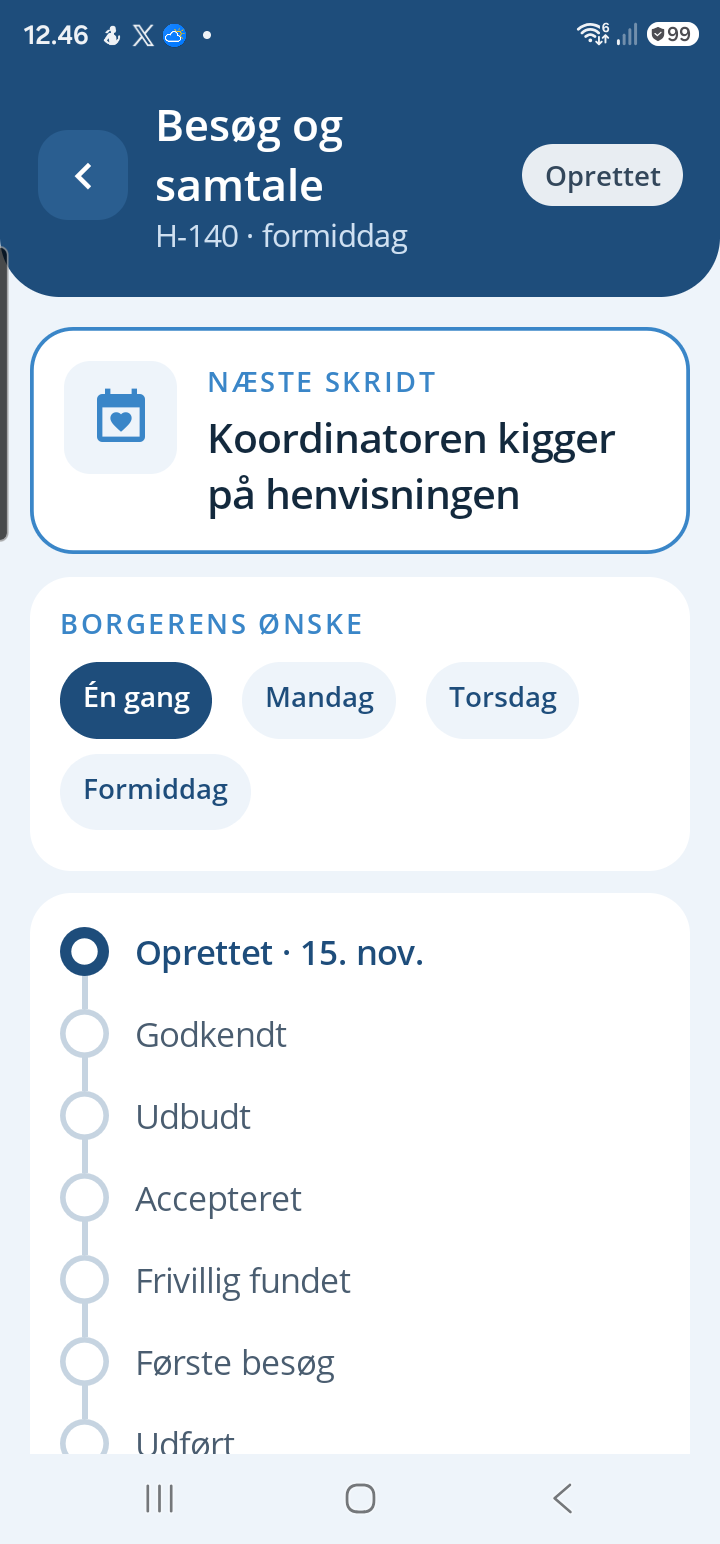 12.46
6
99
Besøg og
samtale
H-140 · formiddag
Oprettet
NÆSTE SKRIDT
Koordinatoren kigger
på henvisningen
BORGERENS ØNSKE
Én gang
Mandag
Torsdag
Formiddag
Oprettet · 15. nov.
Godkendt
Udbudt
Accepteret
Frivillig fundet
Første besøg
Udført